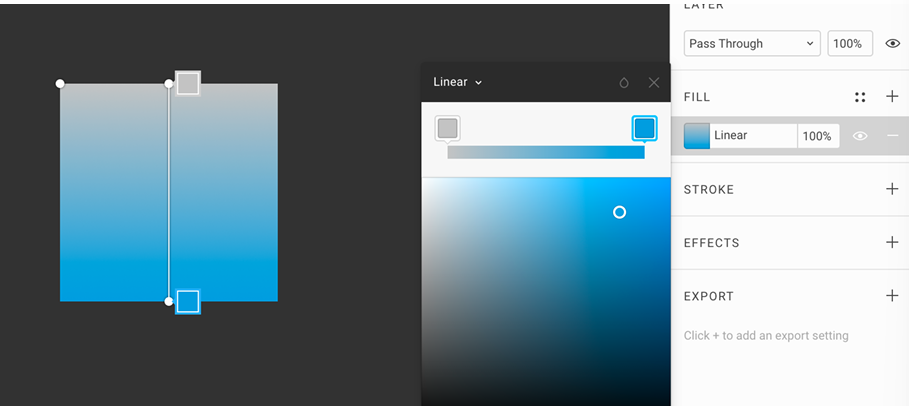 LAYER
Pass Through
100%
Linear
FILL
Linear
100%
STROKE
EFFECTS
EXPORT
Click + to add an export setting